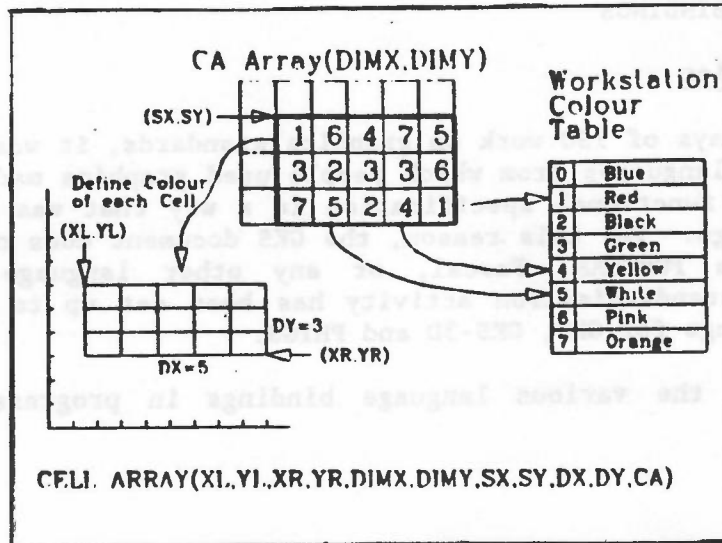 CA Array(DIMX,DIMY)
(SX.SY)
1 6 4 7 5
3 2 3 3 6
7 5 2 4 1
Define Colour
of each Cell
(XL.YL)
DY=3
DX=5
(XR.YR)
Workstation
Colour
Table
0 Blue
1 Red
2 Black
3 Green
4 Yellow
5 White
6 Pink
7 Orange
CELL ARRAY(XL,YL,XR,YR,DIMX,DIMY,SX,SY,DX,DY,CA)